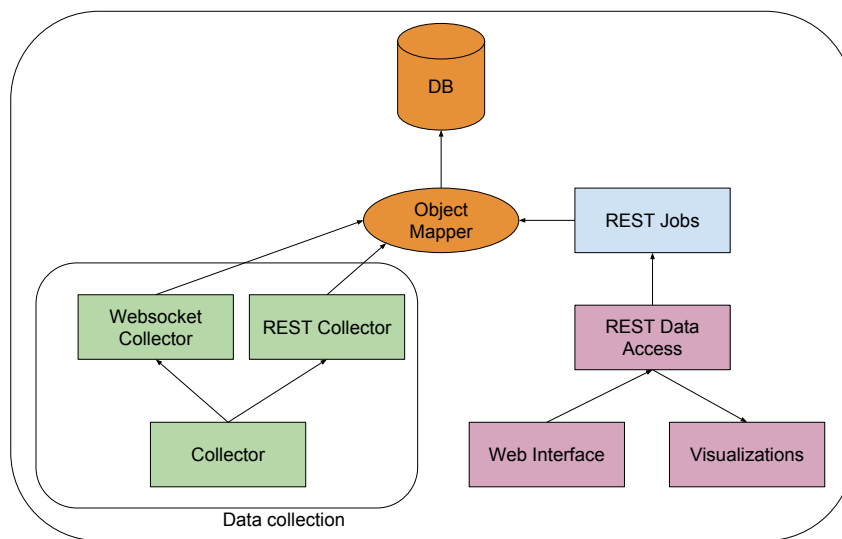 DB
Object
Mapper
REST Jobs
Websocket
Collector
REST Collector
REST Data
Access
Collector
Web Interface
Visualizations
Data collection